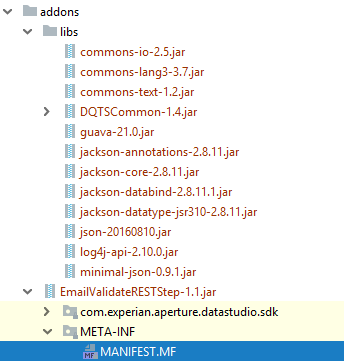 addons
libs
commons-io-2.5.jar
commons-lang3-3.7.jar
commons-text-1.2.jar
DQTSCommon-1.4.jar
guava-21.0.jar
jackson-annotations-2.8.11.jar
jackson-core-2.8.11.jar
jackson-databind-2.8.11.1.jar
jackson-datatype-jsr310-2.8.11.jar
json-20160810.jar
log4j-api-2.10.0.jar
minimal-json-0.9.1.jar
EmailValidateRESTStep-1.1.jar
com.experian.aperture.datastudio.sdk
META-INF
MF MANIFEST.MF